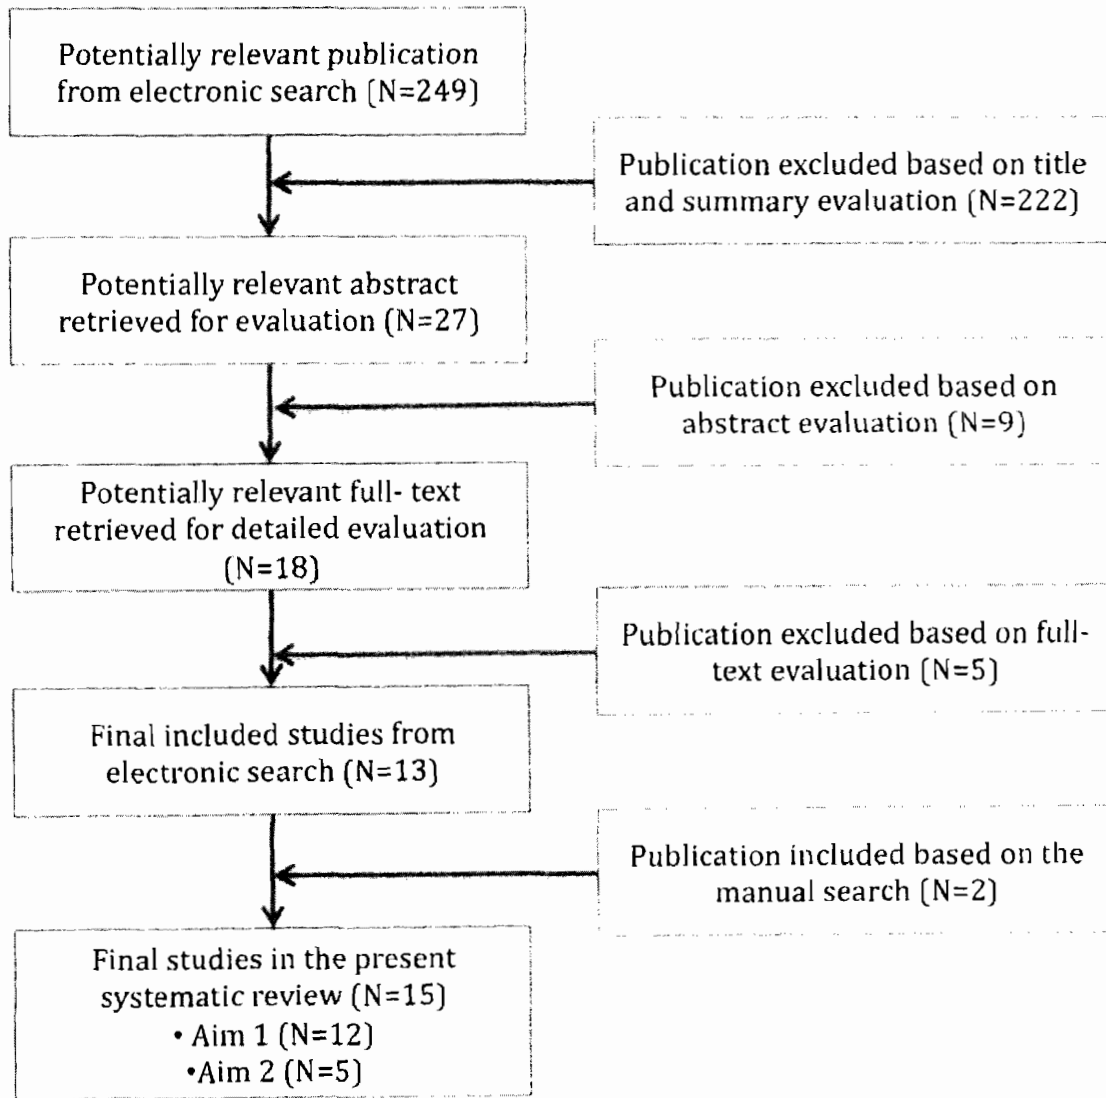 Potentially relevant publication
from electronic search (N=249)
Publication excluded based on title
and summary evaluation (N=222)
Potentially relevant abstract
retrieved for evaluation (N=27)
Publication excluded based on
abstract evaluation (N=9)
Potentially relevant full- text
retrieved for detailed evaluation
(N=18)
Publication excluded based on full-
text evaluation (N=5)
Final included studies from
electronic search (N=13)
Publication included based on the
manual search (N=2)
Final studies in the present
systematic review (N=15)
• Aim 1 (N=12)
•Aim 2 (N=5)